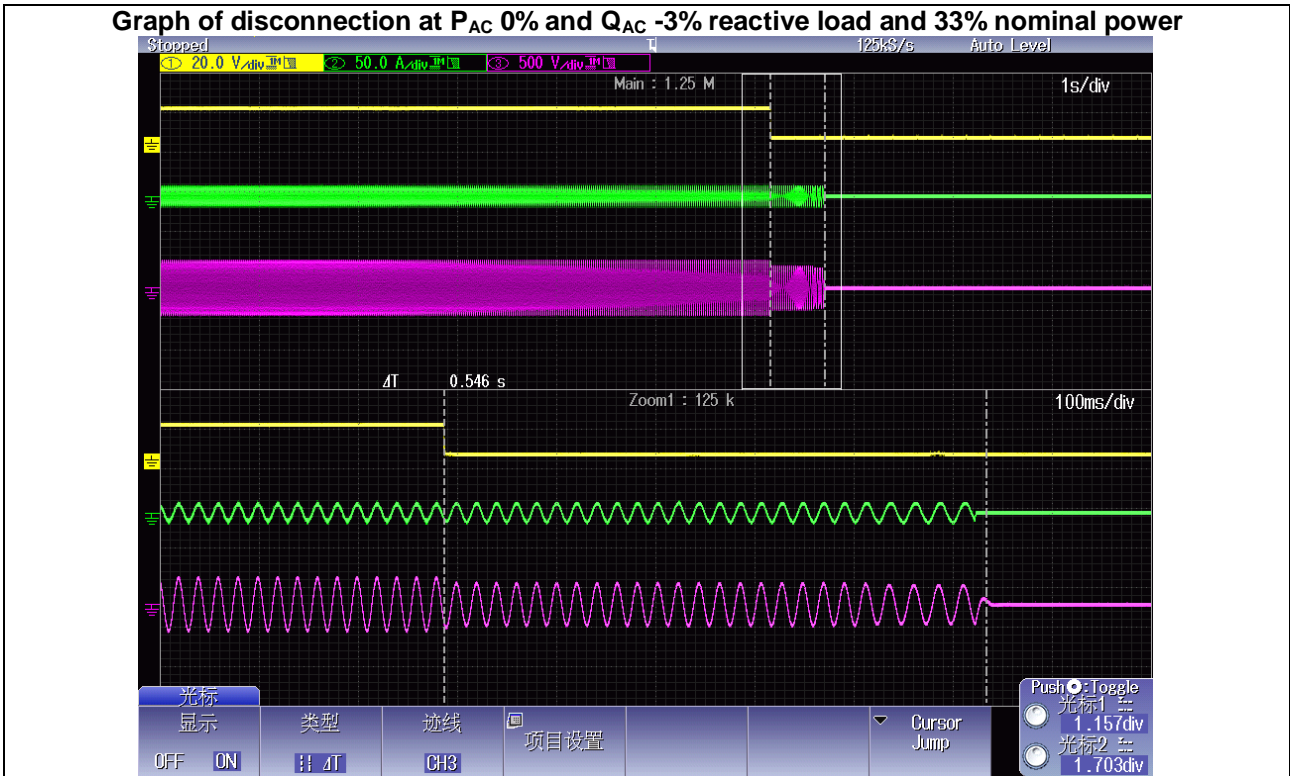 Graph of disconnection at PAC 0% and QAC -3% reactive load and 33% nominal power
Stopped 125kS/s Auto Level
① 20.0 V/div ② 50.0 A/div ③ 500 V/div
Main : 1.25 M 1s/div
ΔT 0.546 s
Zoom1 : 125 k 100ms/div
光标
显示
OFF ON
类型
ΔT
迹线
CH3
项目设置
Cursor
Jump
Push :Toggle
光标1
1.157div
光标2
1.703div